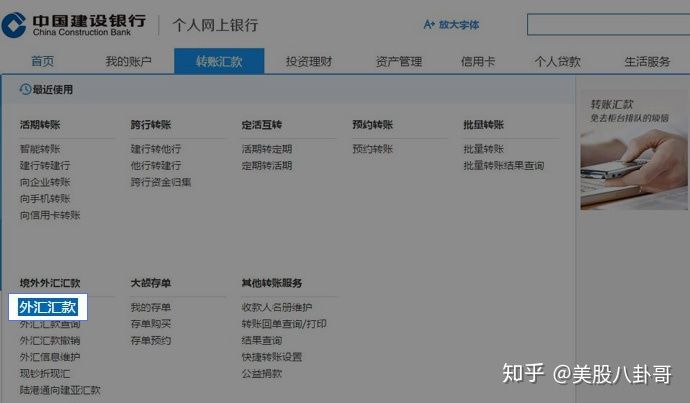 中国建设银行
China Construction Bank
个人网上银行
A+ 放大字体
首页 我的账户 转账汇款 投资理财 资产管理 信用卡 个人贷款 生活服务
最近使用
活期转账
智能转账
建行转建行
向企业转账
向手机转账
向信用卡转账
跨行转账
建行转他行
他行转建行
跨行资金归集
定活互转
活期转定期
定期转活期
预约转账
预约转账
批量转账
批量转账
批量转账结果查询
转账汇款
免去柜台排队的烦恼
境外外汇汇款
外汇汇款
外汇汇款查询
外汇汇款撤销
外汇信息维护
现钞折现汇
陆港通向建亚汇款
大额存单
我的存单
存单购买
存单预约
其他转账服务
收款人名册维护
转账回单查询/打印
结果查询
快捷转账设置
公益捐款
知乎 @美股八卦哥